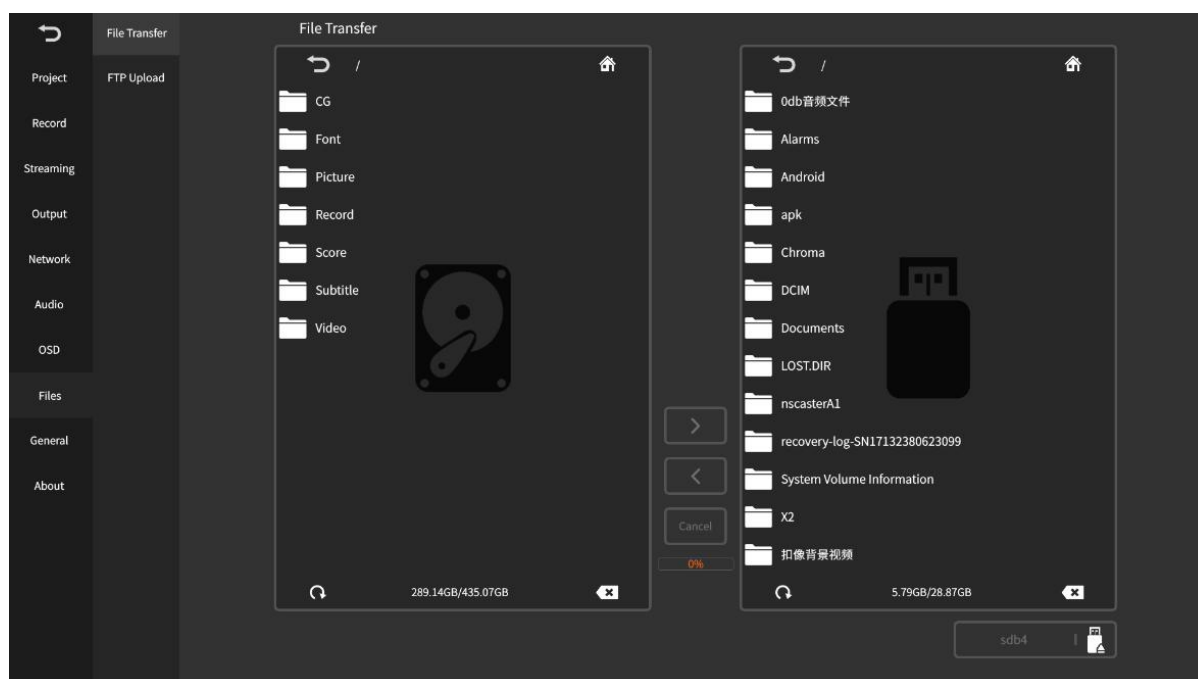 File Transfer
FTP Upload
Project
Record
Streaming
Output
Network
Audio
OSD
Files
General
About
File Transfer
/
CG
Font
Picture
Record
Score
Subtitle
Video
289.14GB/435.07GB
>
<
Cancel
0%
/
0db音频文件
Alarms
Android
apk
Chroma
DCIM
Documents
LOST.DIR
nscasterA1
recovery-log-SN17132380623099
System Volume Information
X2
扣像背景视频
5.79GB/28.87GB
sdb4